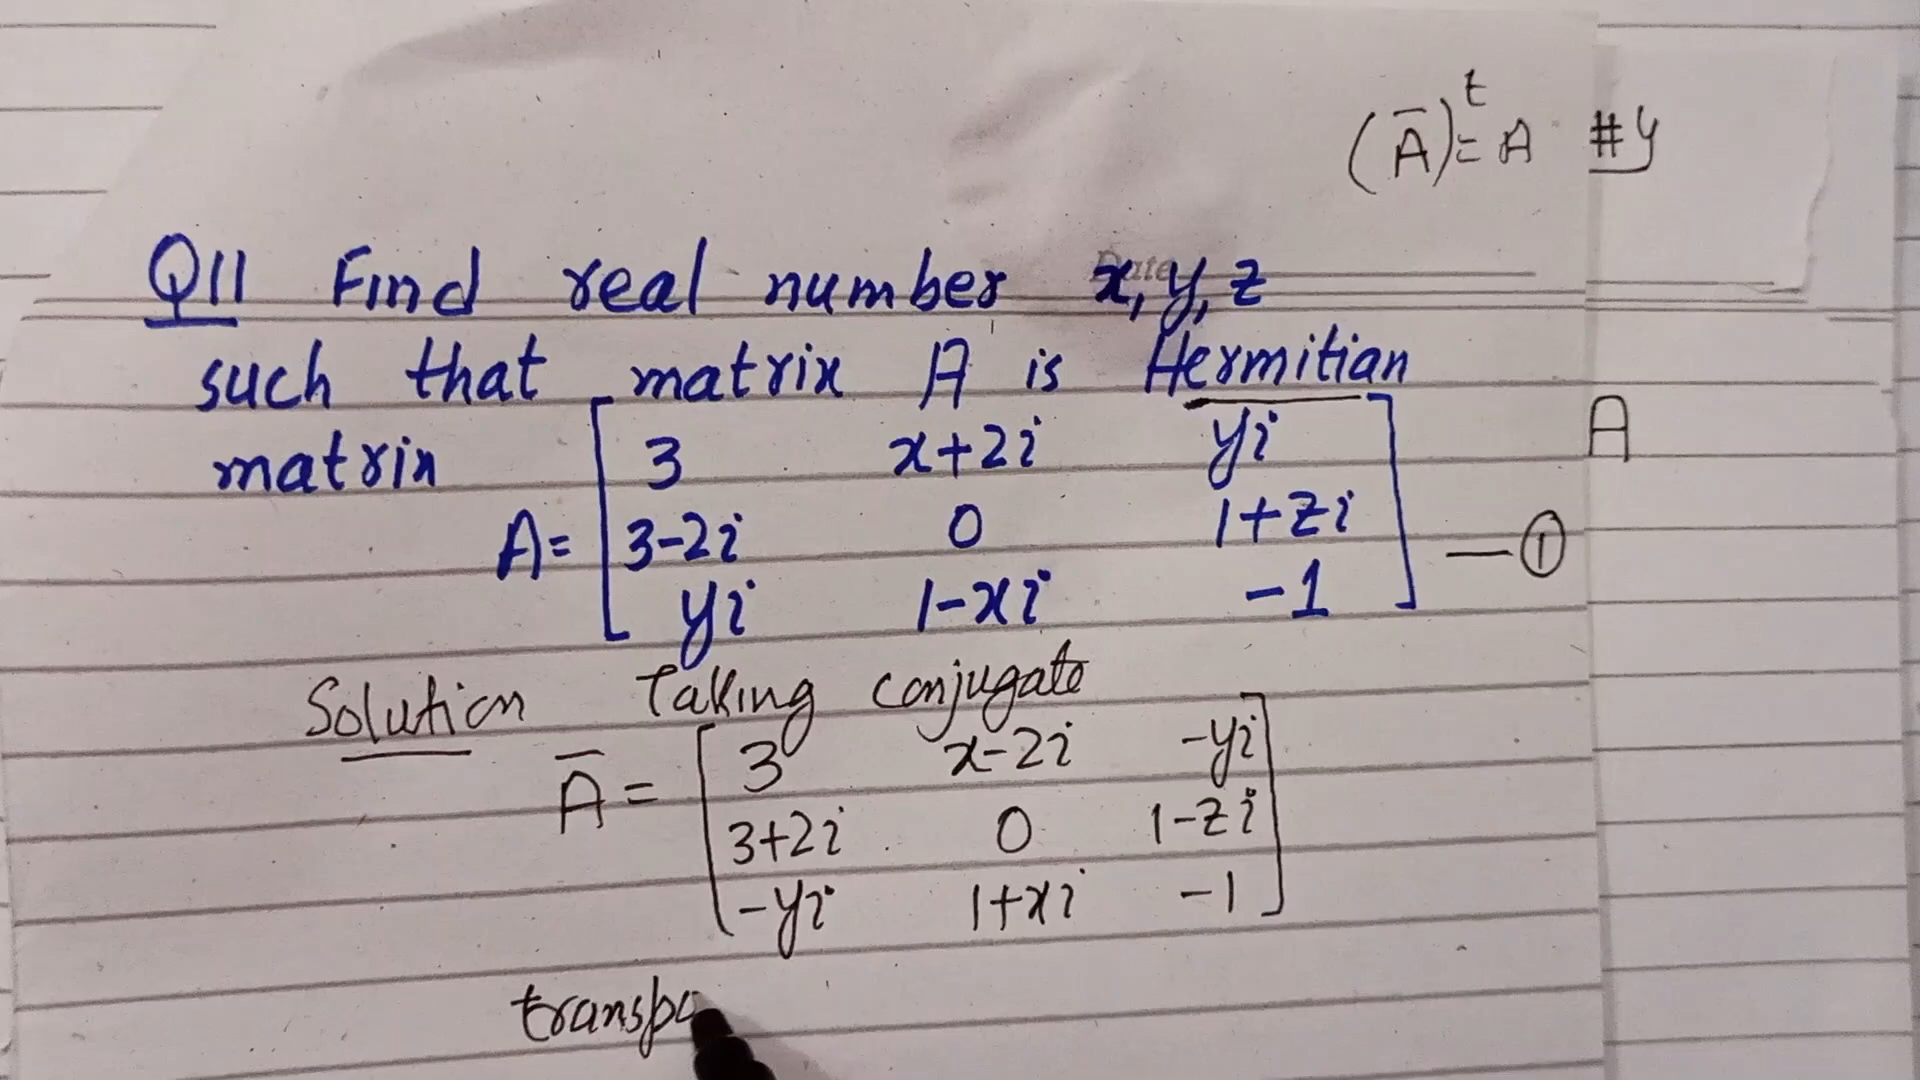 (Ā)ᵗ= A #y
Date
Q11 Find real number x, y, z
such that matrix A is Hermitian
matrix
3 x+2i yi
A
A= 3-2i 0 1+zi —①
yi 1-xi -1
Solution Taking conjugate
3 x-2i -yi
Ā = 3+2i 0 1-zi
-yi 1+xi -1
transpo